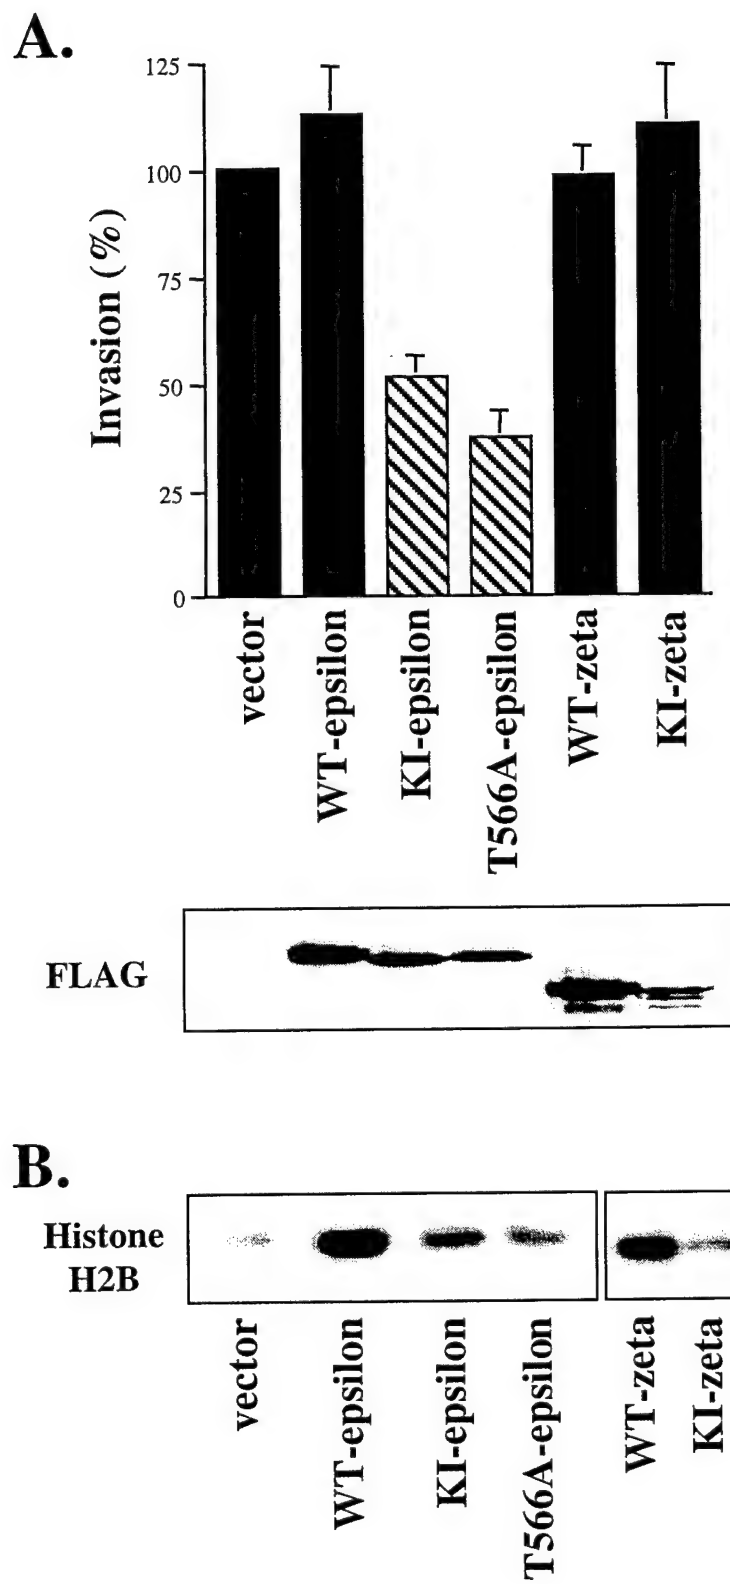 A.
125
100
75
50
25
0
Invasion (%)
vector
WT-epsilon
KI-epsilon
T566A-epsilon
WT-zeta
KI-zeta
FLAG
B.
Histone
H2B
vector
WT-epsilon
KI-epsilon
T566A-epsilon
WT-zeta
KI-zeta